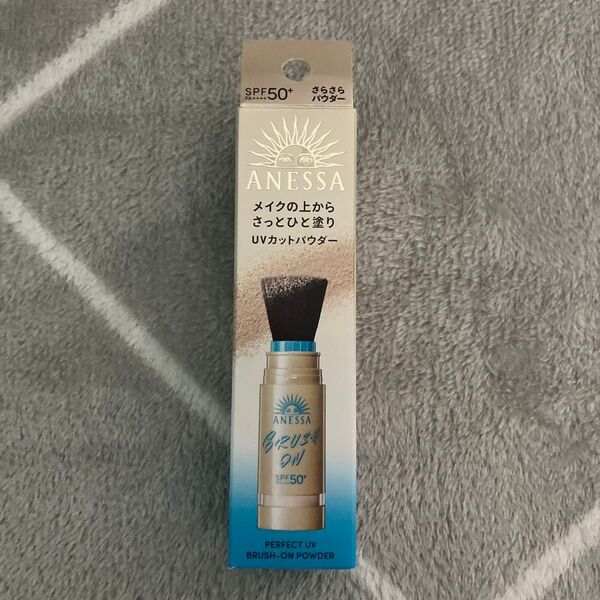 SPF50+
PA++++
さらさら
パウダー
ANESSA
メイクの上から
さっとひと塗り
UVカットパウダー
ANESSA
BRUSH
ON
SPF50+
PERFECT UV
BRUSH-ON POWDER